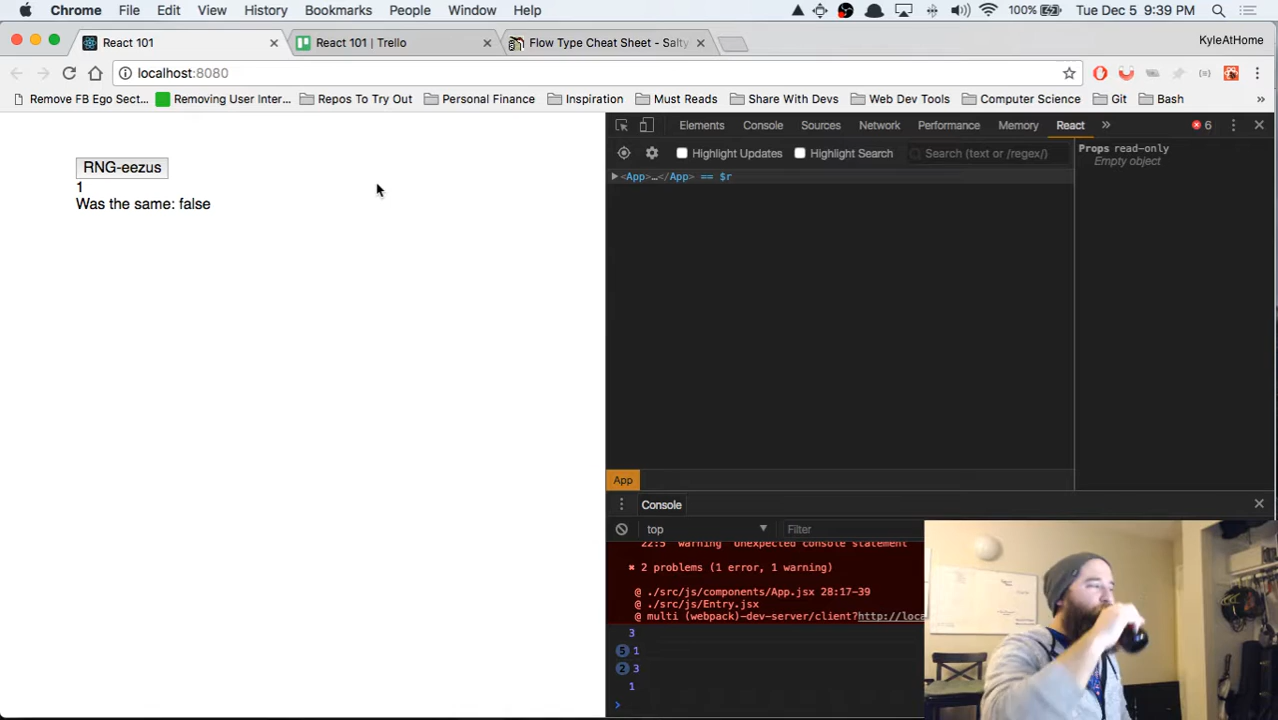 Chrome File Edit View History Bookmarks People Window Help 100% Tue Dec 5 9:39 PM
React 101 React 101 | Trello Flow Type Cheat Sheet - Salty KyleAtHome
localhost:8080
Remove FB Ego Sect... Removing User Inter... Repos To Try Out Personal Finance Inspiration Must Reads Share With Devs Web Dev Tools Computer Science Git Bash »
Elements Console Sources Network Performance Memory React » 6
RNG-eezus
1
Was the same: false
Highlight Updates Highlight Search Search (text or /regex/)
<App>…</App> == $r
Props read-only
Empty object
App
Console
top Filter
22:5 warning Unexpected console statement
✖ 2 problems (1 error, 1 warning)
@ ./src/js/components/App.jsx 28:17-39
@ ./src/js/Entry.jsx
@ multi (webpack)-dev-server/client?http://loca
3
5 1
2 3
1
>